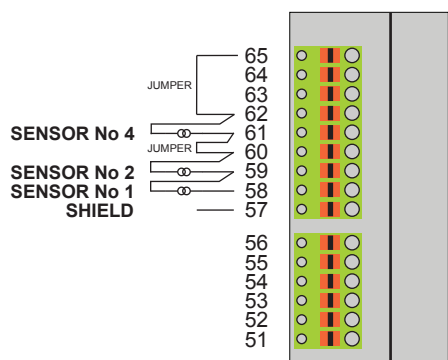 65
JUMPER 64
63
62
SENSOR No 4 61
JUMPER 60
SENSOR No 2 59
SENSOR No 1 58
SHIELD 57
56
55
54
53
52
51